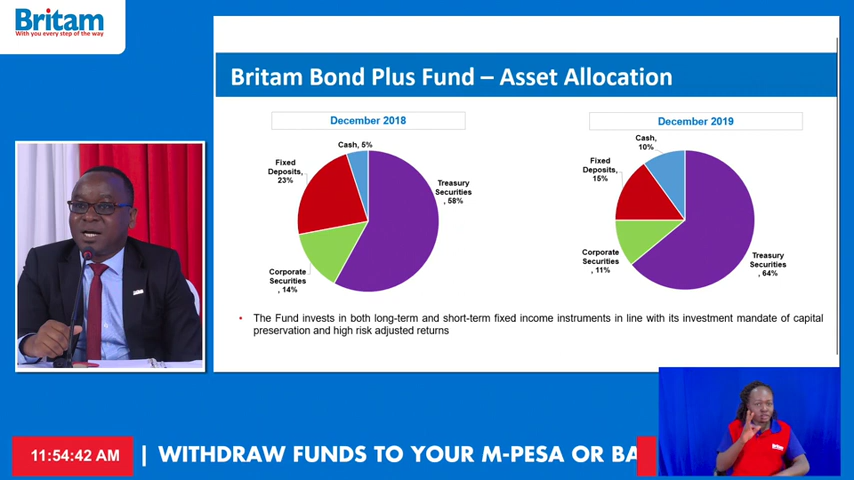 Britam
With you every step of the way
Britam Bond Plus Fund – Asset Allocation
December 2018
Cash, 5%
Fixed
Deposits,
23%
Treasury
Securities
, 58%
Corporate
Securities
, 14%
December 2019
Cash,
10%
Fixed
Deposits,
15%
Corporate
Securities
, 11%
Treasury
Securities
, 64%
• The Fund invests in both long-term and short-term fixed income instruments in line with its investment mandate of capital
preservation and high risk adjusted returns
11:54:42 AM
| WITHDRAW FUNDS TO YOUR M-PESA OR BA